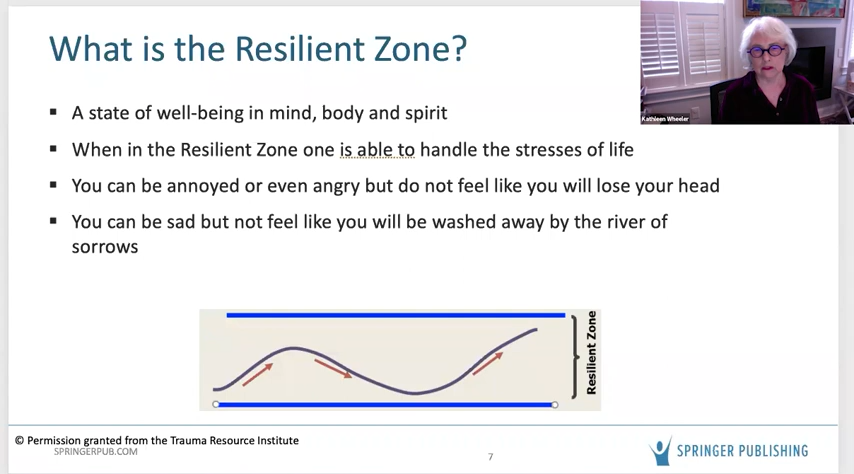 What is the Resilient Zone?
Kathleen Wheeler
▪ A state of well-being in mind, body and spirit
▪ When in the Resilient Zone one is able to handle the stresses of life
▪ You can be annoyed or even angry but do not feel like you will lose your head
▪ You can be sad but not feel like you will be washed away by the river of
sorrows
Resilient Zone
© Permission granted from the Trauma Resource Institute
SPRINGERPUB.COM
7
SPRINGER PUBLISHING